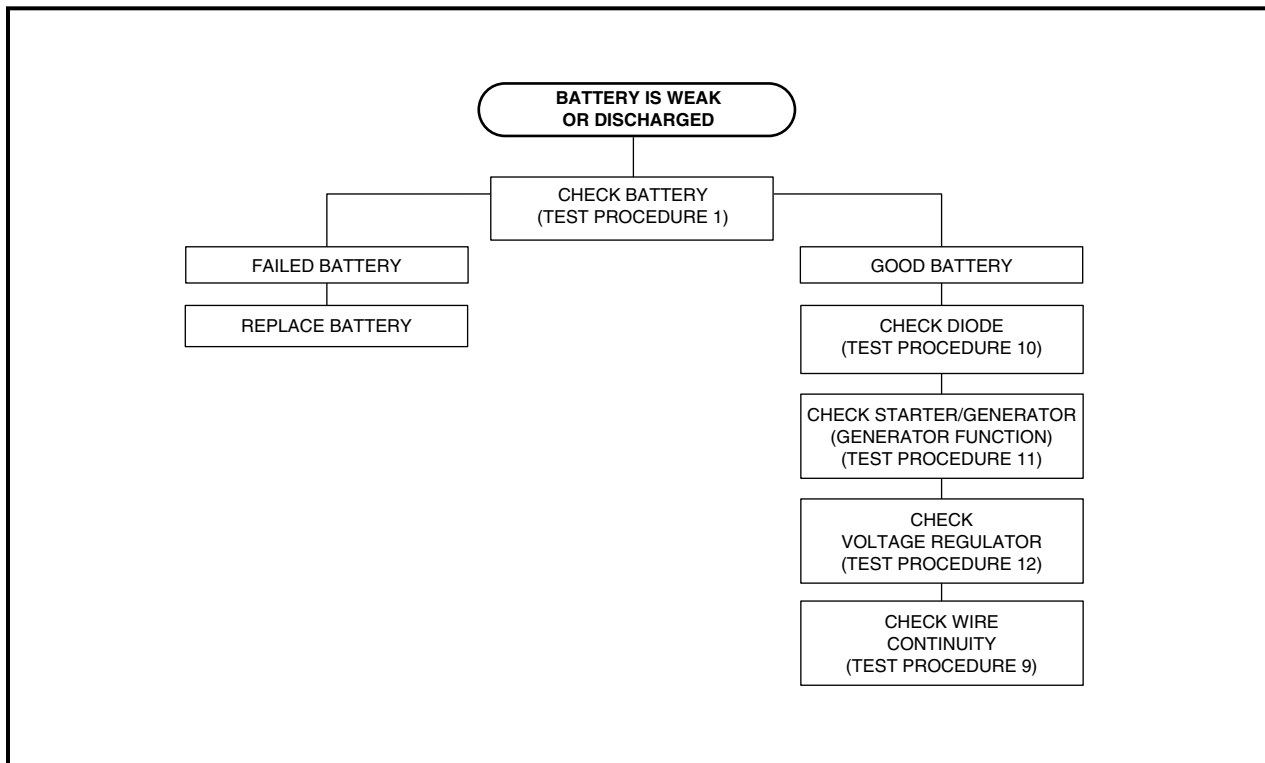 BATTERY IS WEAK
OR DISCHARGED
CHECK BATTERY
(TEST PROCEDURE 1)
FAILED BATTERY
REPLACE BATTERY
GOOD BATTERY
CHECK DIODE
(TEST PROCEDURE 10)
CHECK STARTER/GENERATOR
(GENERATOR FUNCTION)
(TEST PROCEDURE 11)
CHECK
VOLTAGE REGULATOR
(TEST PROCEDURE 12)
CHECK WIRE
CONTINUITY
(TEST PROCEDURE 9)